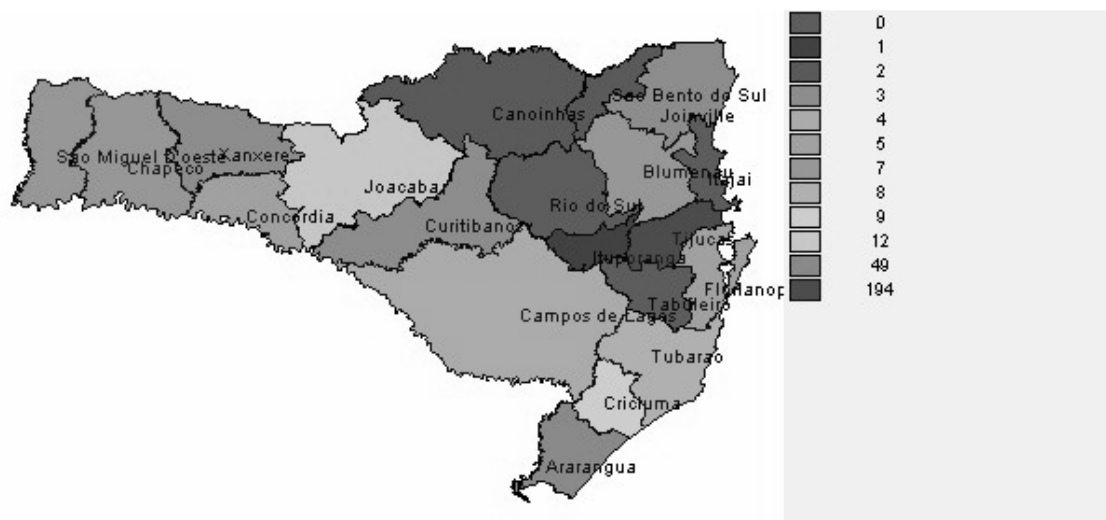 0
1
2
3
4
5
7
8
9
12
49
194
Sao Bento do Sul
Canoinhas
Joinville
Sao Miguel D'oeste
Xanxere
Chapeco
Joacaba
Blumenau
Itajai
Rio do Sul
Concordia
Curitibanos
Tijucas
Ituporanga
Florianop
Tabuleiro
Campos de Lages
Tubarao
Criciuma
Ararangua